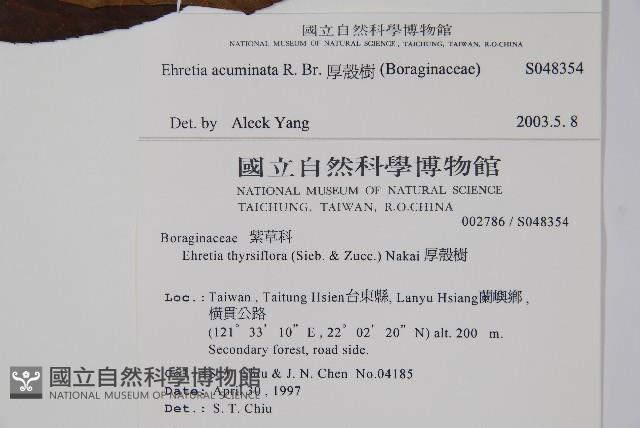 國立自然科學博物館
NATIONAL MUSEUM OF NATURAL SCIENCE, TAICHUNG, TAIWAN, R.O.CHINA
Ehretia acuminata R. Br. 厚殼樹 (Boraginaceae) S048354
Det. by Aleck Yang 2003.5. 8
國立自然科學博物館
NATIONAL MUSEUM OF NATURAL SCIENCE
TAICHUNG, TAIWAN, R.O.CHINA
002786 / S048354
Boraginaceae 紫草科
Ehretia thyrsiflora (Sieb. & Zucc.) Nakai 厚殼樹
Loc.: Taiwan, Taitung Hsien台東縣, Lanyu Hsiang蘭嶼鄉,
橫貫公路
(121° 33' 10" E, 22° 02' 20" N) alt. 200 m.
Secondary forest, road side.
& J. N. Chen No.04185
Date: April 30, 1997
Det.: S. T. Chiu
國立自然科學博物館
NATIONAL MUSEUM OF NATURAL SCIENCE